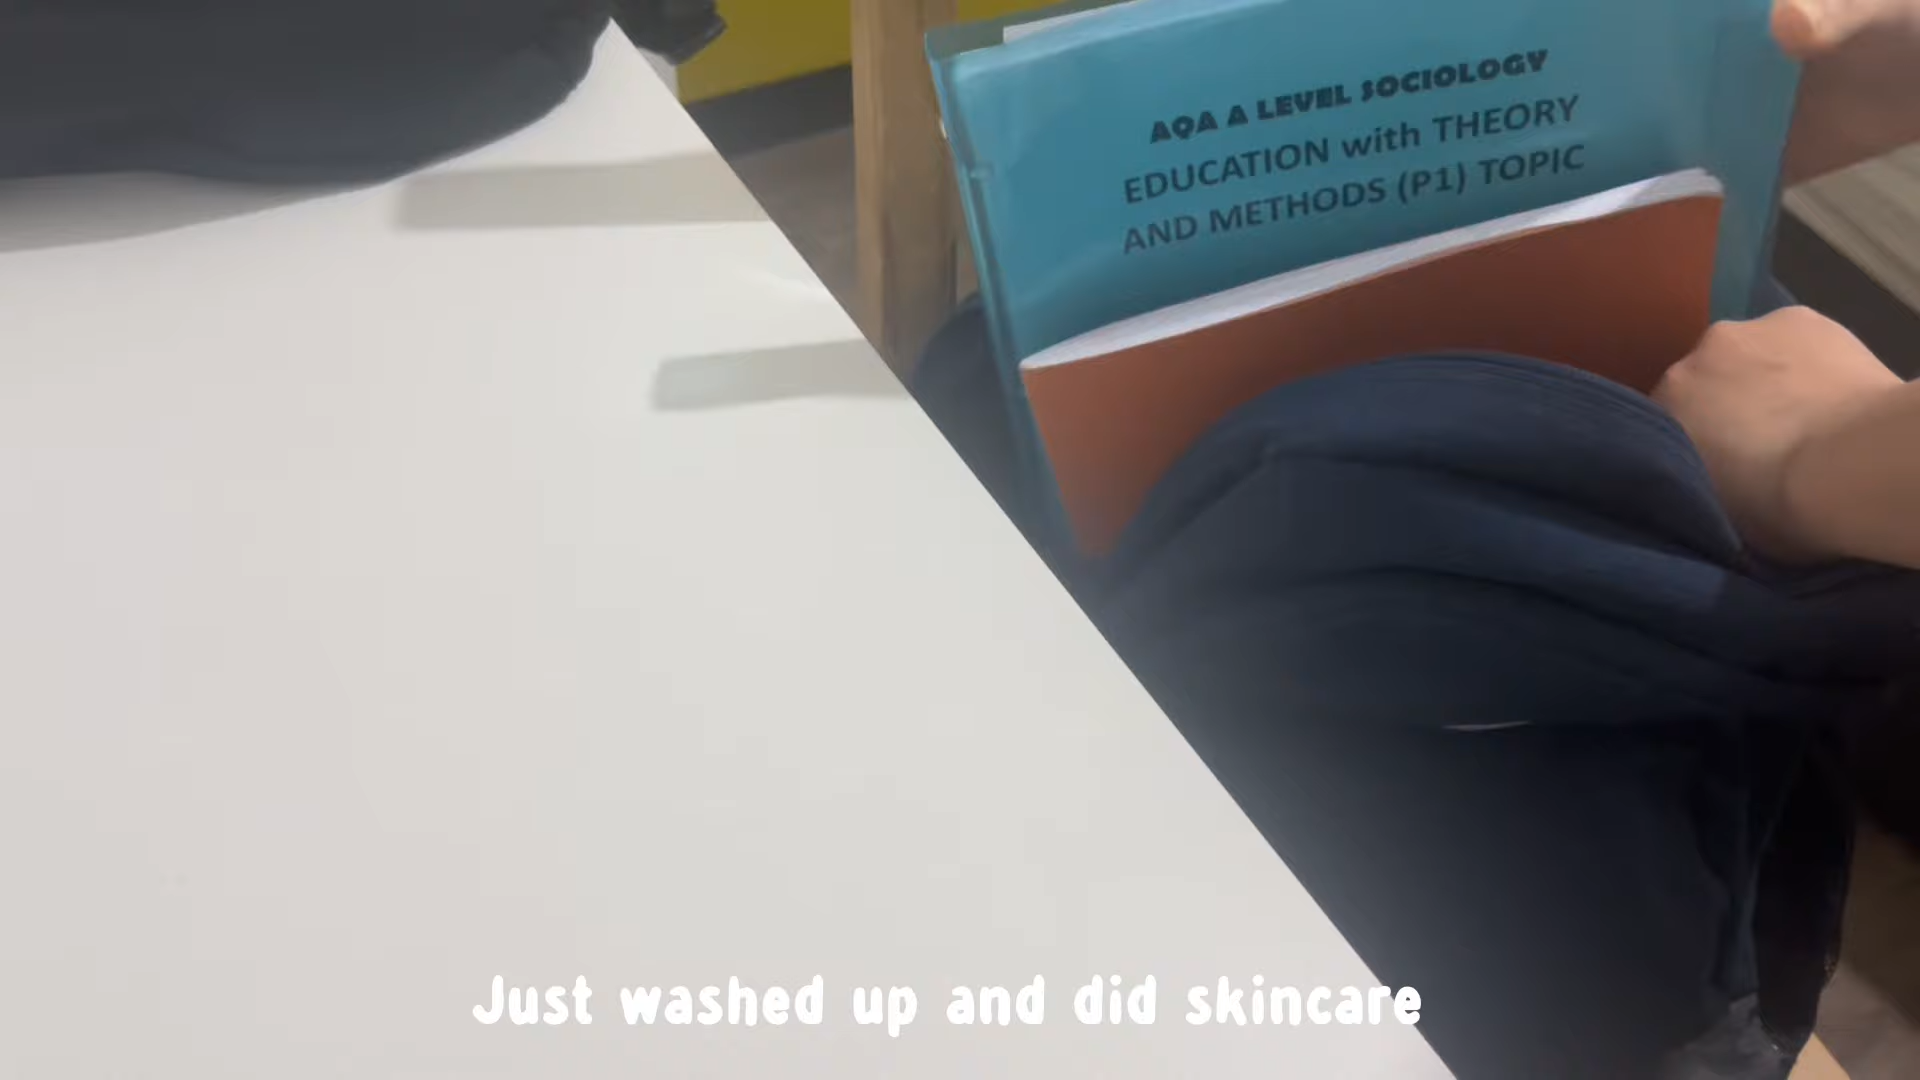 AQA A LEVEL SOCIOLOGY
EDUCATION with THEORY
AND METHODS (P1) TOPIC
Just washed up and did skincare